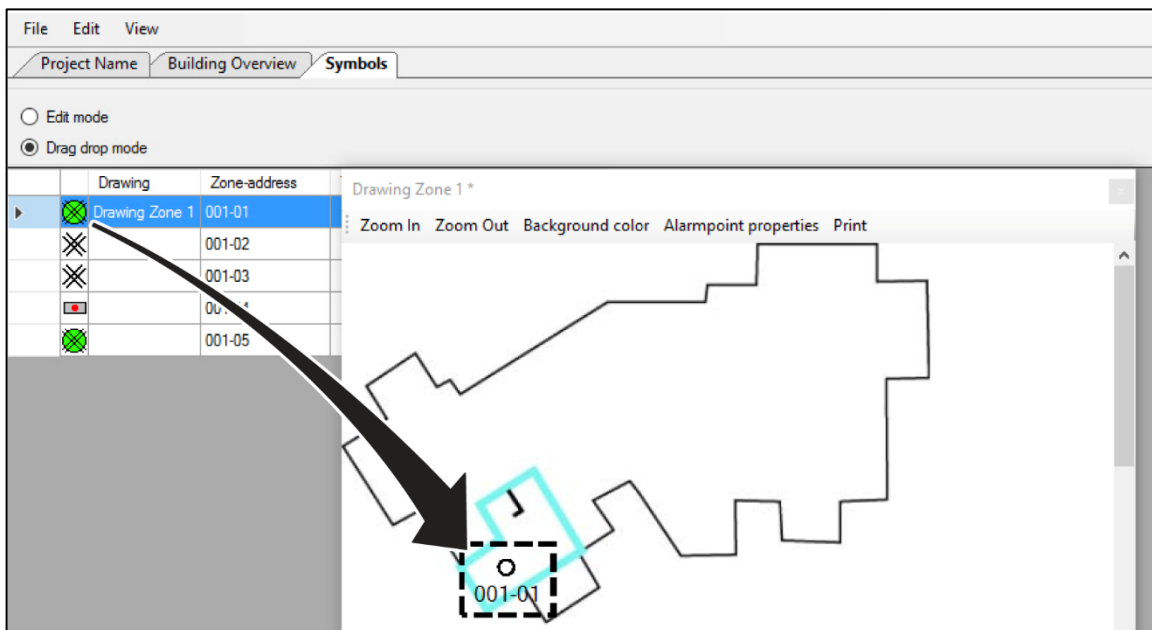 File Edit View
Project Name Building Overview Symbols
Edit mode
Drag drop mode
Drawing Zone-address
Drawing Zone 1 001-01
001-02
001-03
001-05
Drawing Zone 1 *
Zoom In Zoom Out Background color Alarmpoint properties Print
001-01